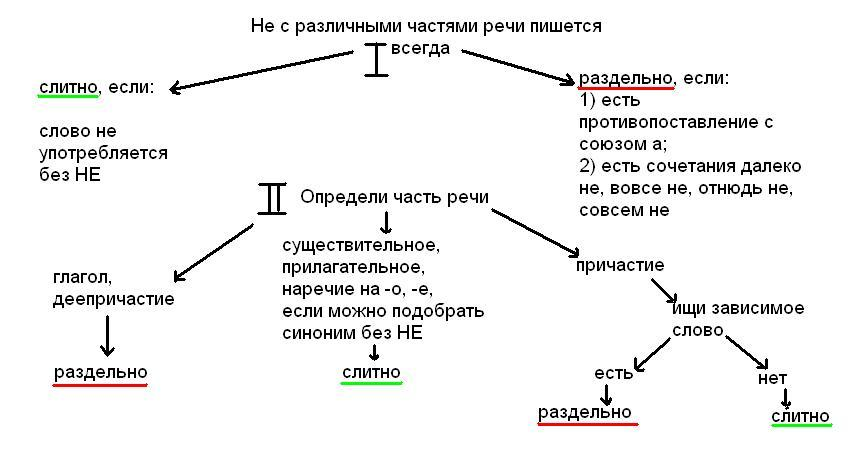 Не с различными частями речи пишется
I всегда
слитно, если:
слово не
употребляется
без НЕ
раздельно, если:
1) есть
противопоставление с
союзом а;
2) есть сочетания далеко
не, вовсе не, отнюдь не,
совсем не
II Определи часть речи
глагол,
деепричастие
раздельно
существительное,
прилагательное,
наречие на -о, -е,
если можно подобрать
синоним без НЕ
слитно
причастие
ищи зависимое
слово
есть
раздельно
нет
слитно